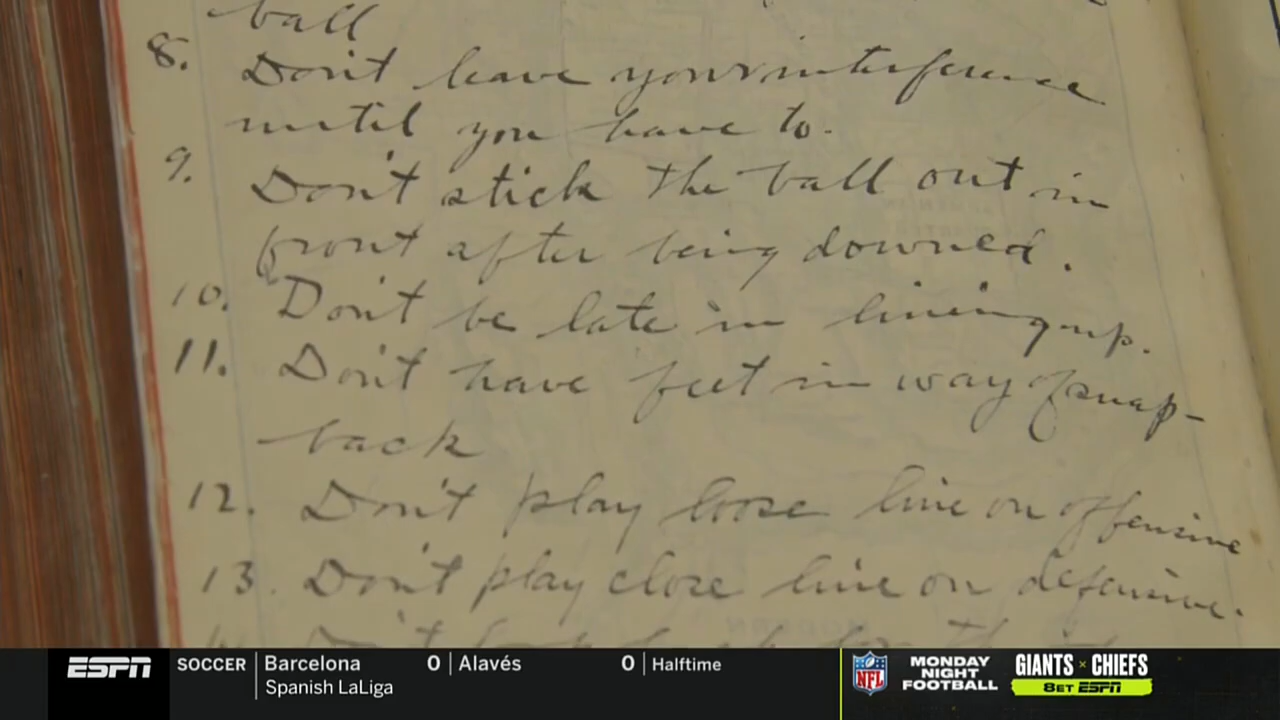 ball
8. Don't leave your interference
until you have to.
9. Don't stick the ball out in
front after being downed.
10. Don't be late in lining up.
11. Don't have feet in way of snap-
back
12. Don't play loose line on offensive
13. Don't play close line on defensive.
ESPN SOCCER Barcelona 0 Alavés 0 Halftime
Spanish LaLiga
NFL MONDAY NIGHT FOOTBALL GIANTS × CHIEFS
8ET ESPN